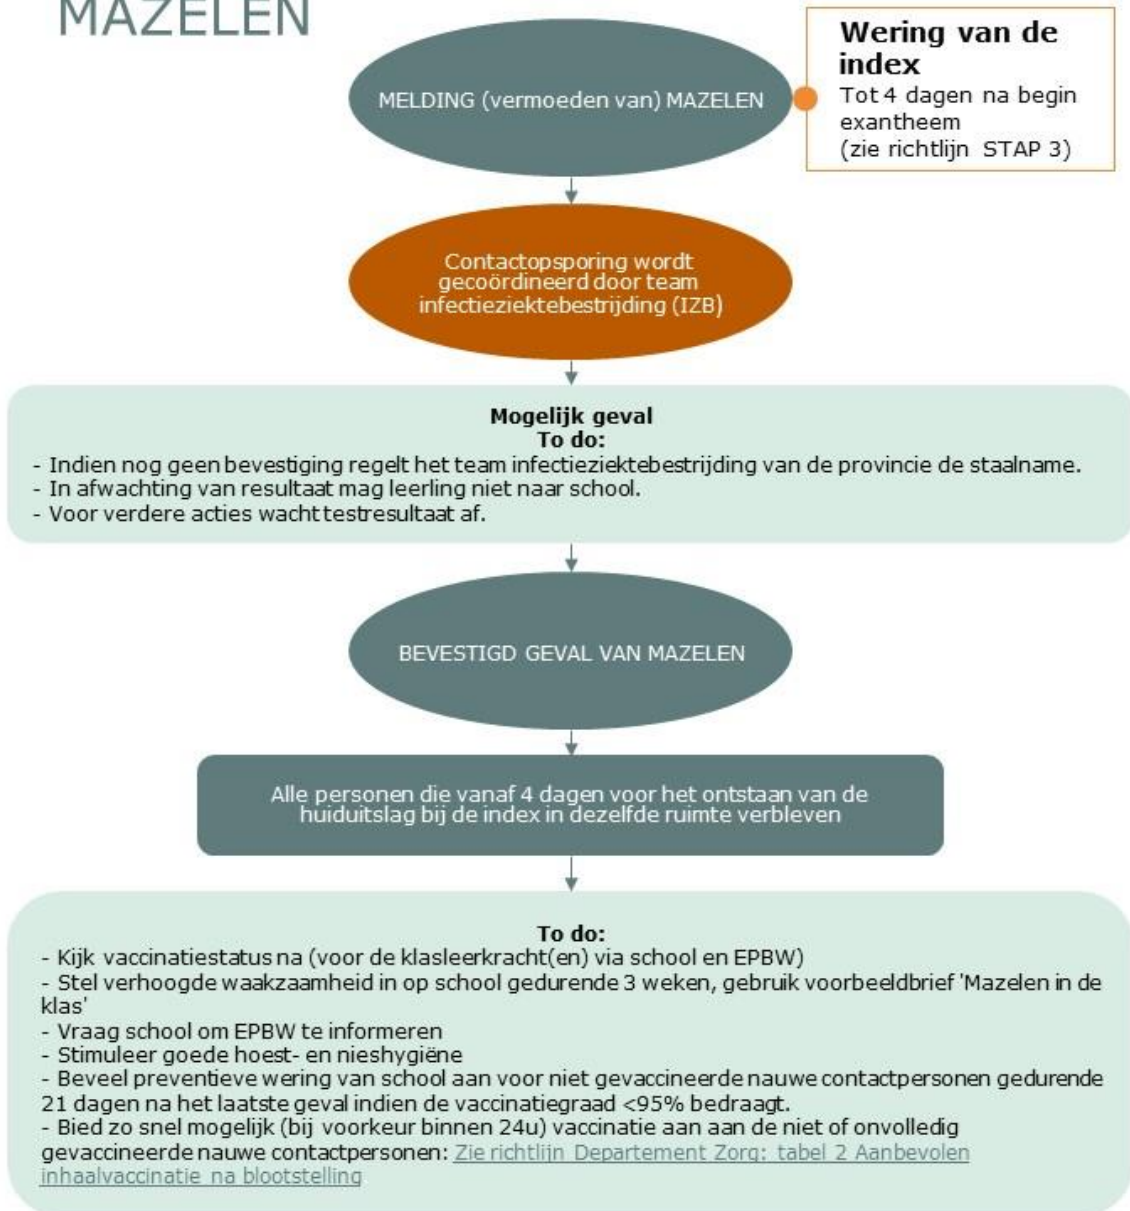 MAZELEN
MELDING (vermoeden van) MAZELEN
Wering van de
index
Tot 4 dagen na begin
exantheem
(zie richtlijn STAP 3)
Contactopsporing wordt
gecoördineerd door team
infectieziektebestrijding (IZB)
Mogelijk geval
To do:
- Indien nog geen bevestiging regelt het team infectieziektebestrijding van de provincie de staalname.
- In afwachting van resultaat mag leerling niet naar school.
- Voor verdere acties wacht testresultaat af.
BEVESTIGD GEVAL VAN MAZELEN
Alle personen die vanaf 4 dagen voor het ontstaan van de
huiduitslag bij de index in dezelfde ruimte verbleven
To do:
- Kijk vaccinatiestatus na (voor de klasleerkracht(en) via school en EPBW)
- Stel verhoogde waakzaamheid in op school gedurende 3 weken, gebruik voorbeeldbrief 'Mazelen in de
klas'
- Vraag school om EPBW te informeren
- Stimuleer goede hoest- en nieshygiëne
- Beveel preventieve wering van school aan voor niet gevaccineerde nauwe contactpersonen gedurende
21 dagen na het laatste geval indien de vaccinatiegraad <95% bedraagt.
- Bied zo snel mogelijk (bij voorkeur binnen 24u) vaccinatie aan aan de niet of onvolledig
gevaccineerde nauwe contactpersonen: Zie richtlijn Departement Zorg: tabel 2 Aanbevolen
inhaalvaccinatie na blootstelling